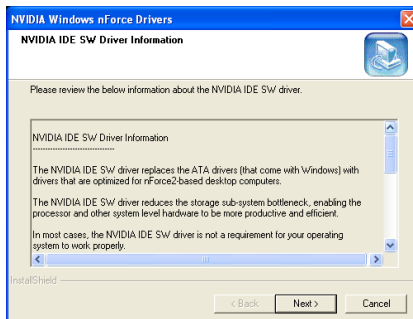 NVIDIA Windows nForce Drivers
NVIDIA IDE SW Driver Information
Please review the below information about the NVIDIA IDE SW driver.
NVIDIA IDE SW Driver Information
--------------------------------
The NVIDIA IDE SW driver replaces the ATA drivers (that come with Windows) with
drivers that are optimized for nForce2-based desktop computers.
The NVIDIA IDE SW driver reduces the storage sub-system bottleneck, enabling the
processor and other system level hardware to be more productive and efficient.
In most cases, the NVIDIA IDE SW driver is not a requirement for your operating
system to work properly.
InstallShield
< Back
Next >
Cancel